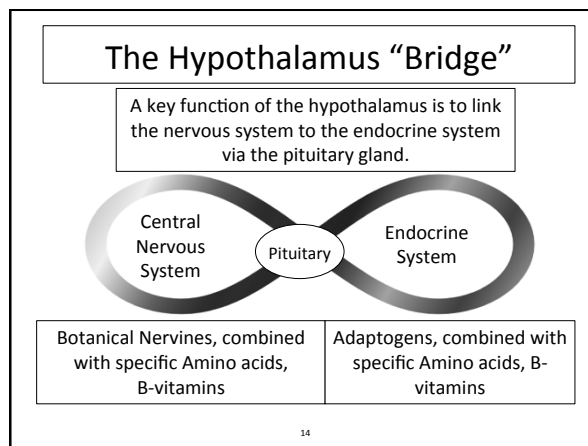 The Hypothalamus “Bridge”
A key function of the hypothalamus is to link
the nervous system to the endocrine system
via the pituitary gland.
Central
Nervous
System
Pituitary
Endocrine
System
Botanical Nervines, combined
with specific Amino acids,
B-vitamins
Adaptogens, combined with
specific Amino acids, B-
vitamins
14